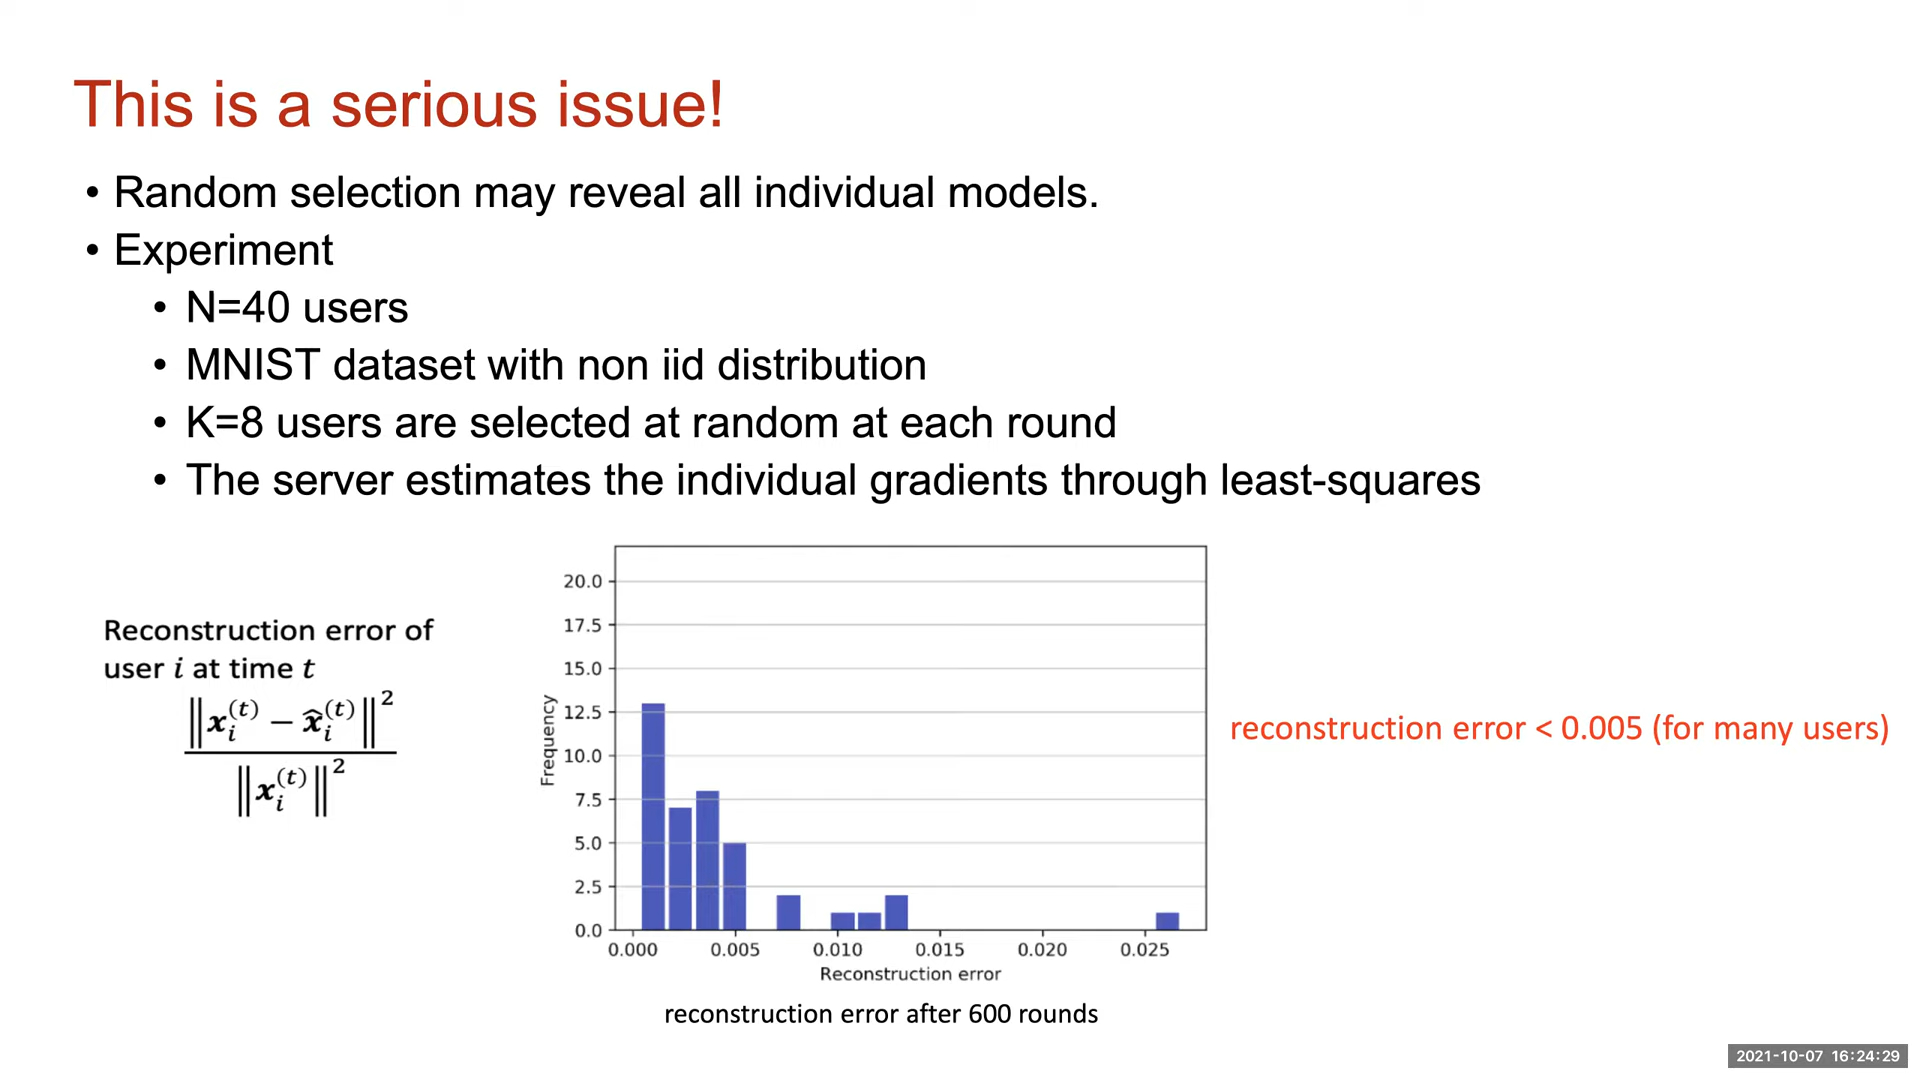 This is a serious issue!
• Random selection may reveal all individual models.
• Experiment
• N=40 users
• MNIST dataset with non iid distribution
• K=8 users are selected at random at each round
• The server estimates the individual gradients through least-squares
Reconstruction error of
user i at time t
‖x_i^(t) − x̂_i^(t)‖²
‖x_i^(t)‖²
20.0
17.5
15.0
12.5
10.0
7.5
5.0
2.5
0.0
Frequency
0.000 0.005 0.010 0.015 0.020 0.025
Reconstruction error
reconstruction error after 600 rounds
reconstruction error < 0.005 (for many users)
2021-10-07 16:24:29